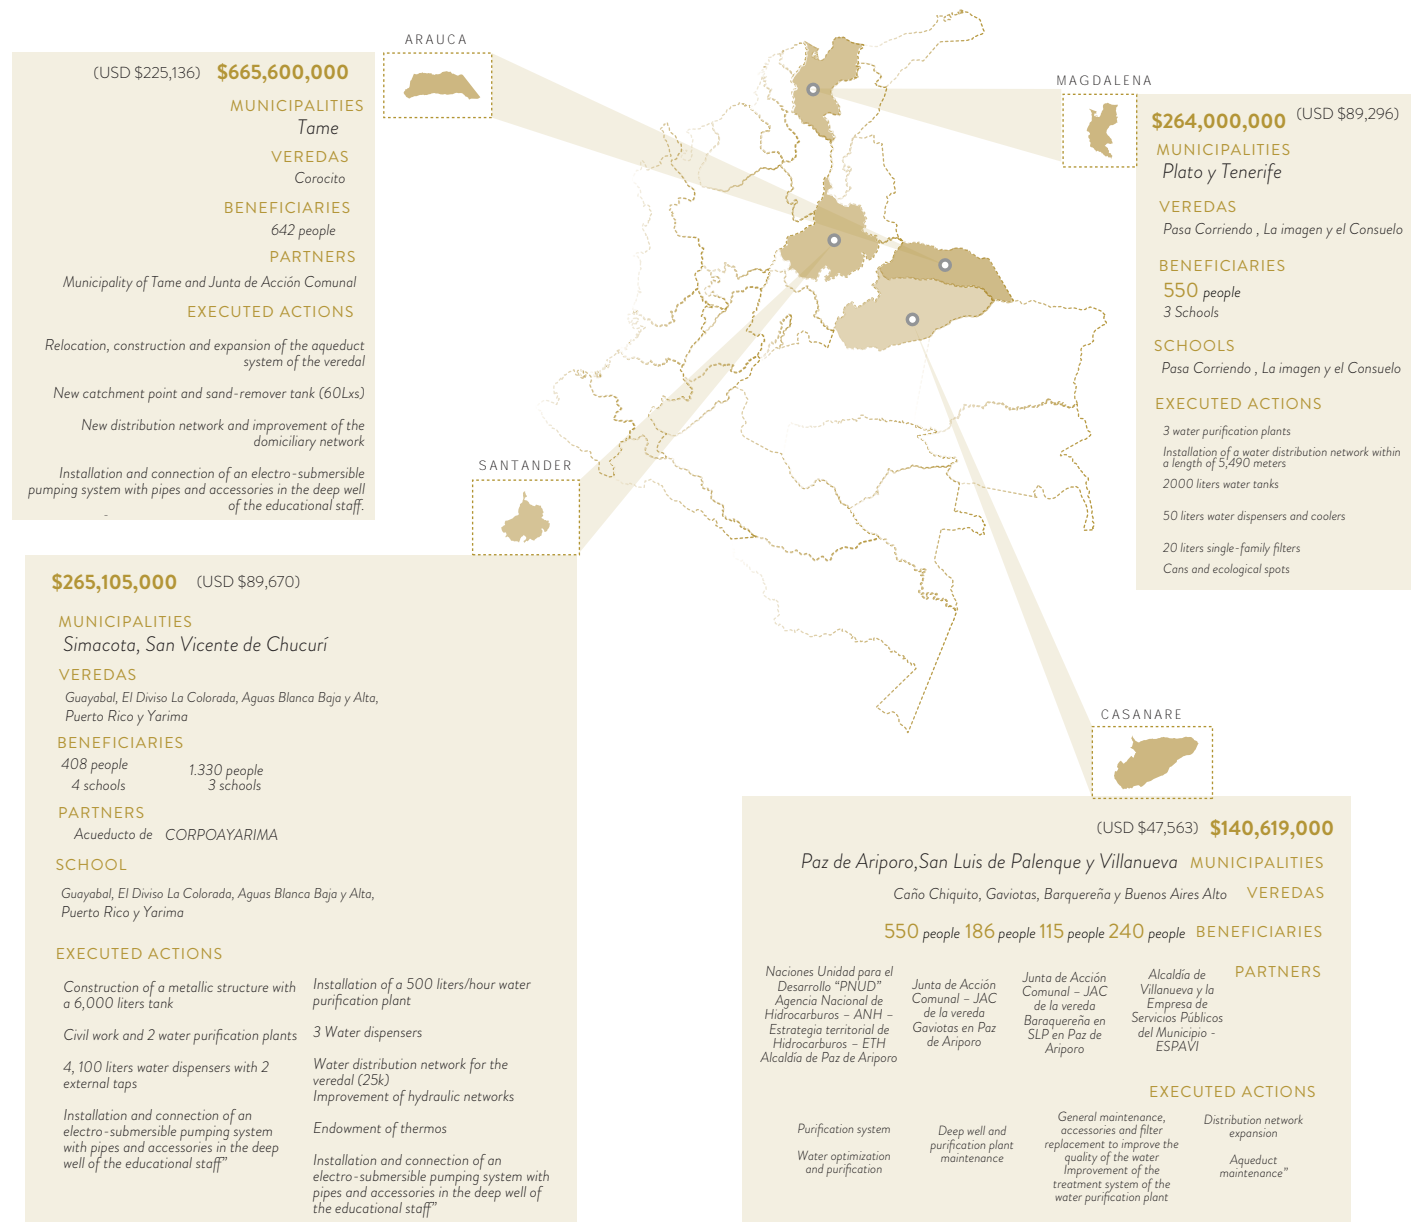 ARAUCA
(USD $225,136) $665,600,000
MUNICIPALITIES
Tame
VEREDAS
Corocito
BENEFICIARIES
642 people
PARTNERS
Municipality of Tame and Junta de Acción Comunal
EXECUTED ACTIONS
Relocation, construction and expansion of the aqueduct
system of the veredal
New catchment point and sand-remover tank (60Lxs)
New distribution network and improvement of the
domiciliary network
Installation and connection of an electro-submersible
pumping system with pipes and accessories in the deep well
of the educational staff.
MAGDALENA
$264,000,000 (USD $89,296)
MUNICIPALITIES
Plato y Tenerife
VEREDAS
Pasa Corriendo , La imagen y el Consuelo
BENEFICIARIES
550 people
3 Schools
SCHOOLS
Pasa Corriendo , La imagen y el Consuelo
EXECUTED ACTIONS
3 water purification plants
Installation of a water distribution network within
a length of 5,490 meters
2000 liters water tanks
50 liters water dispensers and coolers
20 liters single-family filters
Cans and ecological spots
SANTANDER
$265,105,000 (USD $89,670)
MUNICIPALITIES
Simacota, San Vicente de Chucurí
VEREDAS
Guayabal, El Diviso La Colorada, Aguas Blanca Baja y Alta,
Puerto Rico y Yarima
BENEFICIARIES
408 people 1.330 people
4 schools 3 schools
PARTNERS
Acueducto de CORPOAYARIMA
SCHOOL
Guayabal, El Diviso La Colorada, Aguas Blanca Baja y Alta,
Puerto Rico y Yarima
EXECUTED ACTIONS
Construction of a metallic structure with
a 6,000 liters tank
Civil work and 2 water purification plants
4, 100 liters water dispensers with 2
external taps
Installation and connection of an
electro-submersible pumping system
with pipes and accessories in the deep
well of the educational staff”
Installation of a 500 liters/hour water
purification plant
3 Water dispensers
Water distribution network for the
veredal (25k)
Improvement of hydraulic networks
Endowment of thermos
Installation and connection of an
electro-submersible pumping system with
pipes and accessories in the deep well of
the educational staff”
CASANARE
(USD $47,563) $140,619,000
Paz de Ariporo,San Luis de Palenque y Villanueva MUNICIPALITIES
Caño Chiquito, Gaviotas, Barquereña y Buenos Aires Alto VEREDAS
550 people 186 people 115 people 240 people BENEFICIARIES
PARTNERS
Naciones Unidad para el
Desarrollo “PNUD”
Agencia Nacional de
Hidrocarburos – ANH –
Estrategia territorial de
Hidrocarburos – ETH
Alcaldía de Paz de Ariporo
Junta de Acción
Comunal – JAC
de la vereda
Gaviotas en Paz
de Ariporo
Junta de Acción
Comunal – JAC
de la vereda
Baraquereña en
SLP en Paz de
Ariporo
Alcaldía de
Villanueva y la
Empresa de
Servicios Públicos
del Municipio -
ESPAVI
EXECUTED ACTIONS
Purification system
Water optimization
and purification
Deep well and
purification plant
maintenance
General maintenance,
accessories and filter
replacement to improve the
quality of the water
Improvement of the
treatment system of the
water purification plant
Distribution network
expansion
Aqueduct
maintenance”